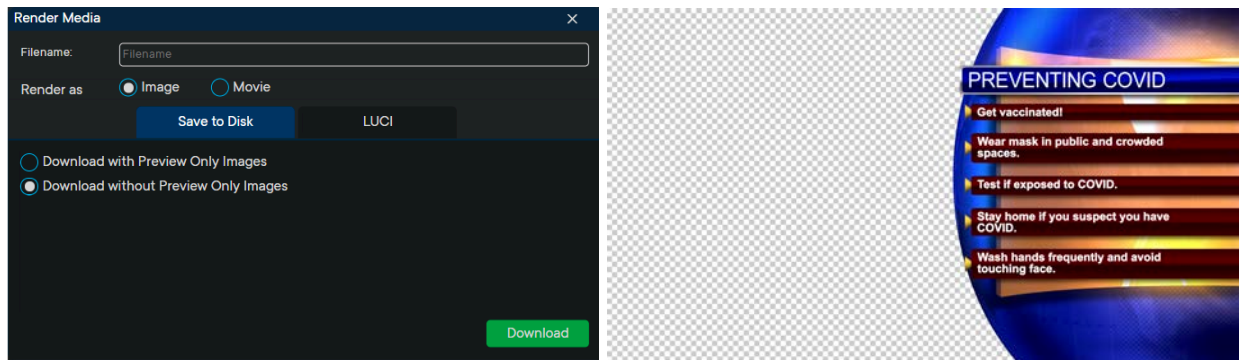 Render Media
Filename:
Filename
Render as
Image
Movie
Save to Disk
LUCI
Download with Preview Only Images
Download without Preview Only Images
Download
PREVENTING COVID
Get vaccinated!
Wear mask in public and crowded
spaces.
Test if exposed to COVID.
Stay home if you suspect you have
COVID.
Wash hands frequently and avoid
touching face.